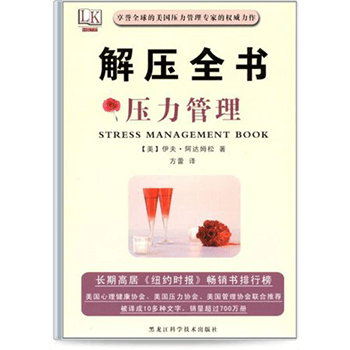 DK
享誉全球的美国压力管理专家的权威力作
解压全书
压力管理
STRESS MANAGEMENT BOOK
【美】伊夫·阿达姆松 著
方蕾 译
长期高居《纽约时报》畅销书排行榜
美国心理健康协会、美国压力协会、美国管理协会联合推荐
被译成10多种文字，销量超过700万册
黑龙江科学技术出版社